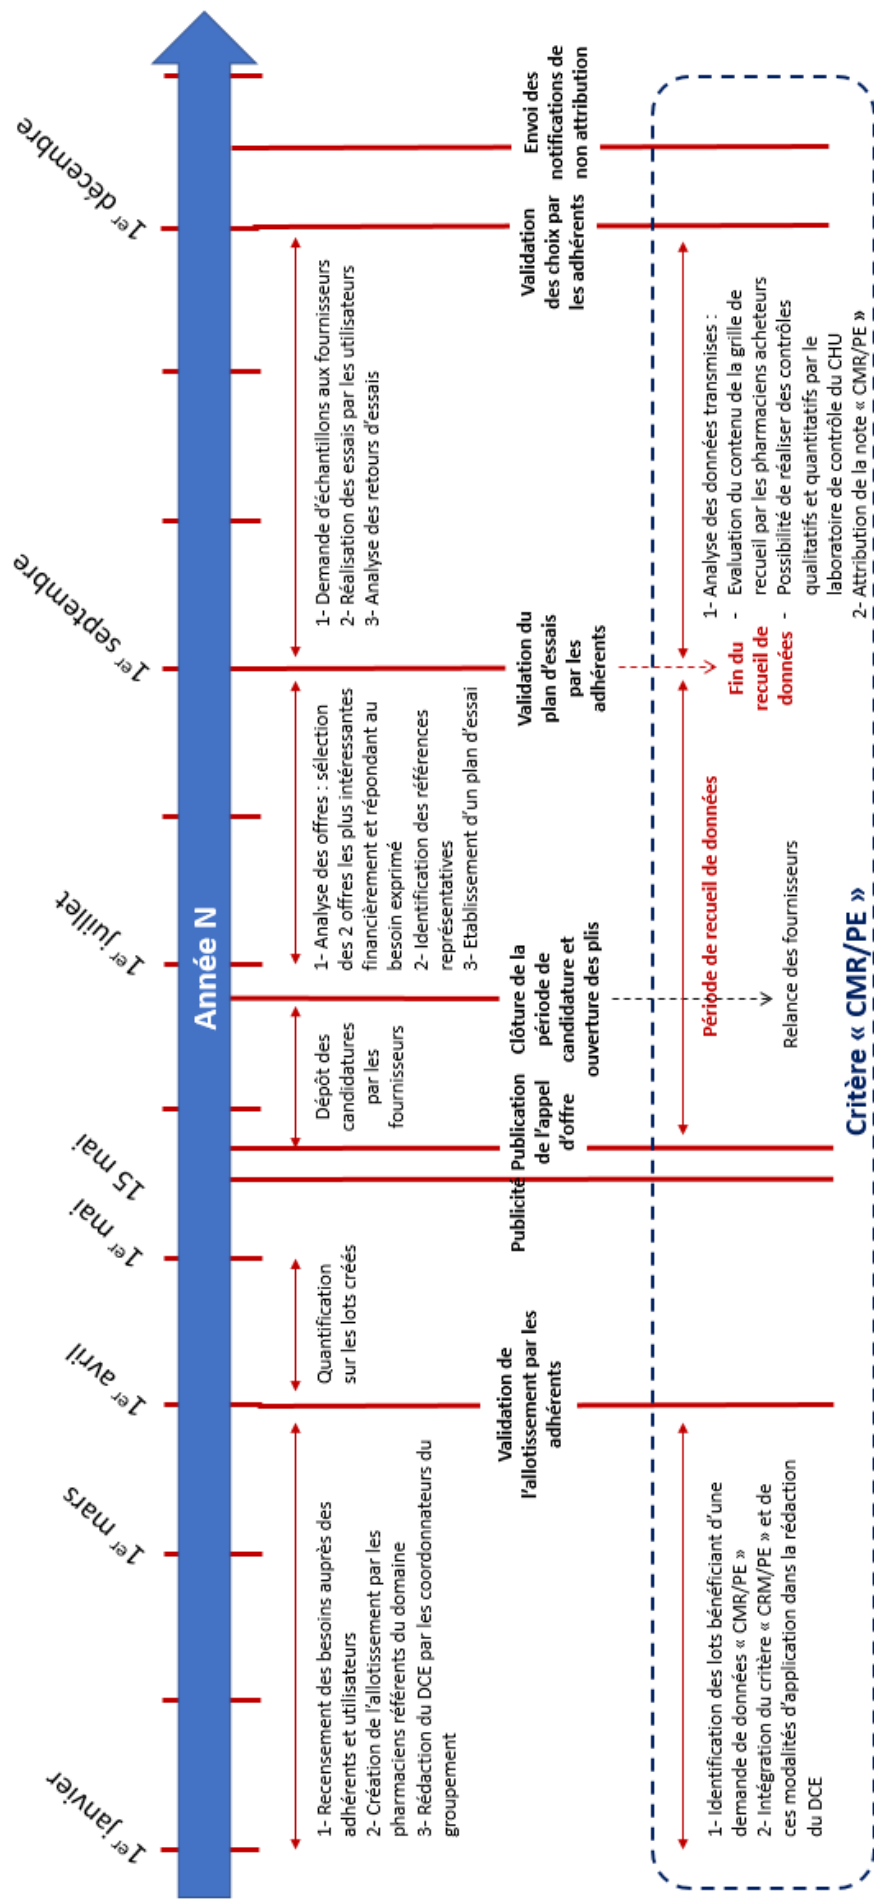 1er janvier
1er mars
1er avril
1er mai
15 mai
1er juillet
1er septembre
1er décembre
Année N
1- Recensement des besoins auprès des
adhérents et utilisateurs
2- Création de l'allotissement par les
pharmaciens référents du domaine
3- Rédaction du DCE par les coordonnateurs du
groupement
Quantification
sur les lots créés
Dépôt des
candidatures
par les
fournisseurs
1- Analyse des offres : sélection
des 2 offres les plus intéressantes
financièrement et répondant au
besoin exprimé
2- Identification des références
représentatives
3- Etablissement d'un plan d'essai
1- Demande d'échantillons aux fournisseurs
2- Réalisation des essais par les utilisateurs
3- Analyse des retours d'essais
Validation de
l'allotissement par les
adhérents
Publicité
Publication
de l'appel
d'offre
Clôture de la
période de
candidature et
ouverture des plis
Validation du
plan d'essais
par les
adhérents
Validation
des choix par
les adhérents
Envoi des
notifications de
non attribution
1- Identification des lots bénéficiant d'une
demande de données « CMR/PE »
2- Intégration du critère « CRM/PE » et de
ces modalités d'application dans la rédaction
du DCE
Période de recueil de données
Relance des fournisseurs
Fin du
recueil de
données
1- Analyse des données transmises :
- Evaluation du contenu de la grille de
recueil par les pharmaciens acheteurs
- Possibilité de réaliser des contrôles
qualitatifs et quantitatifs par le
laboratoire de contrôle du CHU
2- Attribution de la note « CMR/PE »
Critère « CMR/PE »